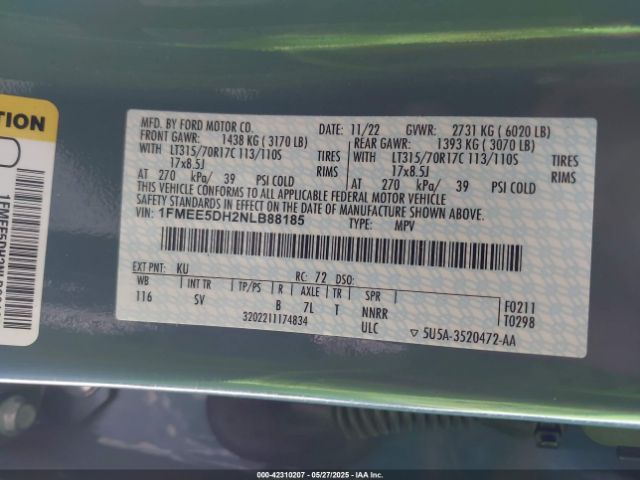 TION
1FMEE5DH2NLB88185
MFD. BY FORD MOTOR CO.
DATE: 11/22 GVWR: 2731 KG ( 6020 LB)
FRONT GAWR: 1438 KG ( 3170 LB) REAR GAWR: 1393 KG ( 3070 LB)
WITH LT315/70R17C 113/110S TIRES WITH LT315/70R17C 113/110S TIRES
17x8.5J RIMS 17x8.5J RIMS
AT 270 kPa/ 39 PSI COLD AT 270 kPa/ 39 PSI COLD
THIS VEHICLE CONFORMS TO ALL APPLICABLE FEDERAL MOTOR VEHICLE
SAFETY STANDARDS IN EFFECT ON THE DATE OF MANUFACTURE SHOWN ABOVE.
VIN: 1FMEE5DH2NLB88185
TYPE: MPV
EXT PNT: KU RC: 72 DSO:
WB INT TR TP/PS R AXLE TR SPR F0211
116 SV B 7L T NNRR T0298
3202211174834 ULC 5U5A-3520472-AA
000-42310207 - 05/27/2025 - IAA Inc.